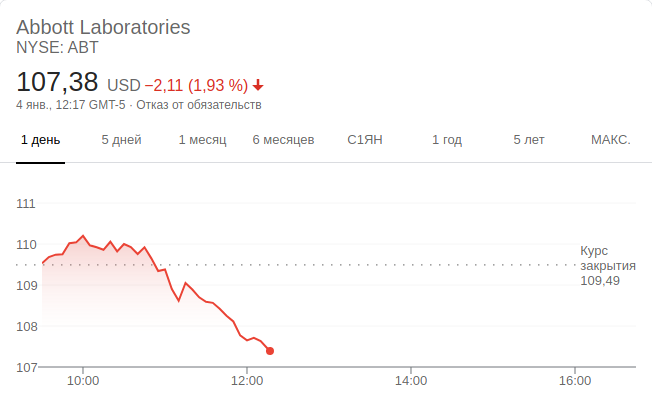 Abbott Laboratories
NYSE: ABT
107,38 USD −2,11 (1,93 %)
4 янв., 12:17 GMT-5 · Отказ от обязательств
1 день 5 дней 1 месяц 6 месяцев С1ЯН 1 год 5 лет МАКС.
111
110
Курс
закрытия
109,49
109
108
107
10:00 12:00 14:00 16:00